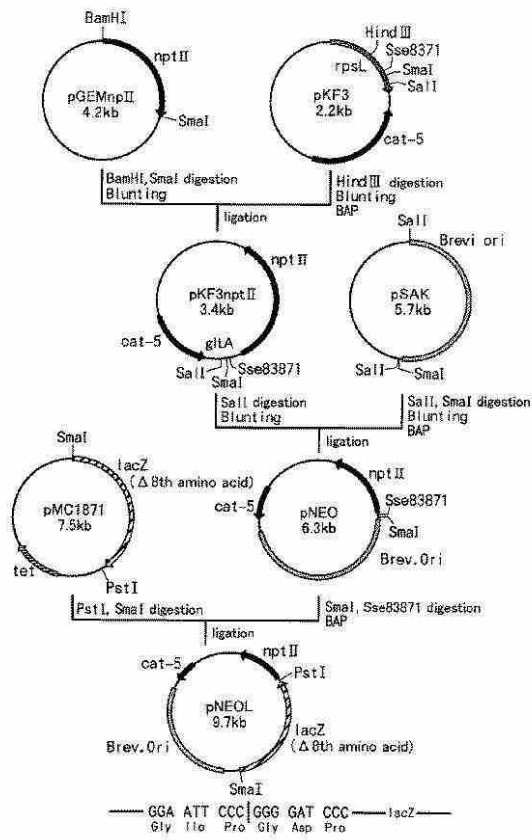 BamHI
nptII
pGEMnpII
4.2kb
SmaI
HindIII
Sse8371
rpsL
SmaI
SalI
pKF3
2.2kb
cat-5
BamHI, SmaI digestion
Blunting
HindIII digestion
Blunting
BAP
ligation
nptII
pKF3nptII
3.4kb
cat-5
gltA
SalI
Sse83871
SmaI
SalI
Brevi ori
pSAK
5.7kb
SalI
SmaI
SalI digestion
Blunting
SalI, SmaI digestion
Blunting
BAP
ligation
SmaI
lacZ
(Δ8th amino acid)
pMC1871
7.5kb
tet
PstI
nptII
cat-5
Sse83871
pNEO
6.3kb
SmaI
Brev.Ori
PstI, SmaI digestion
SmaI, Sse83871 digestion
BAP
ligation
nptII
cat-5
PstI
pNEOL
9.7kb
Brev.Ori
lacZ
(Δ8th amino acid)
SmaI
GGA ATT CCC GGG GAT CCC lacZ
Gly Ile Pro Gly Asp Pro